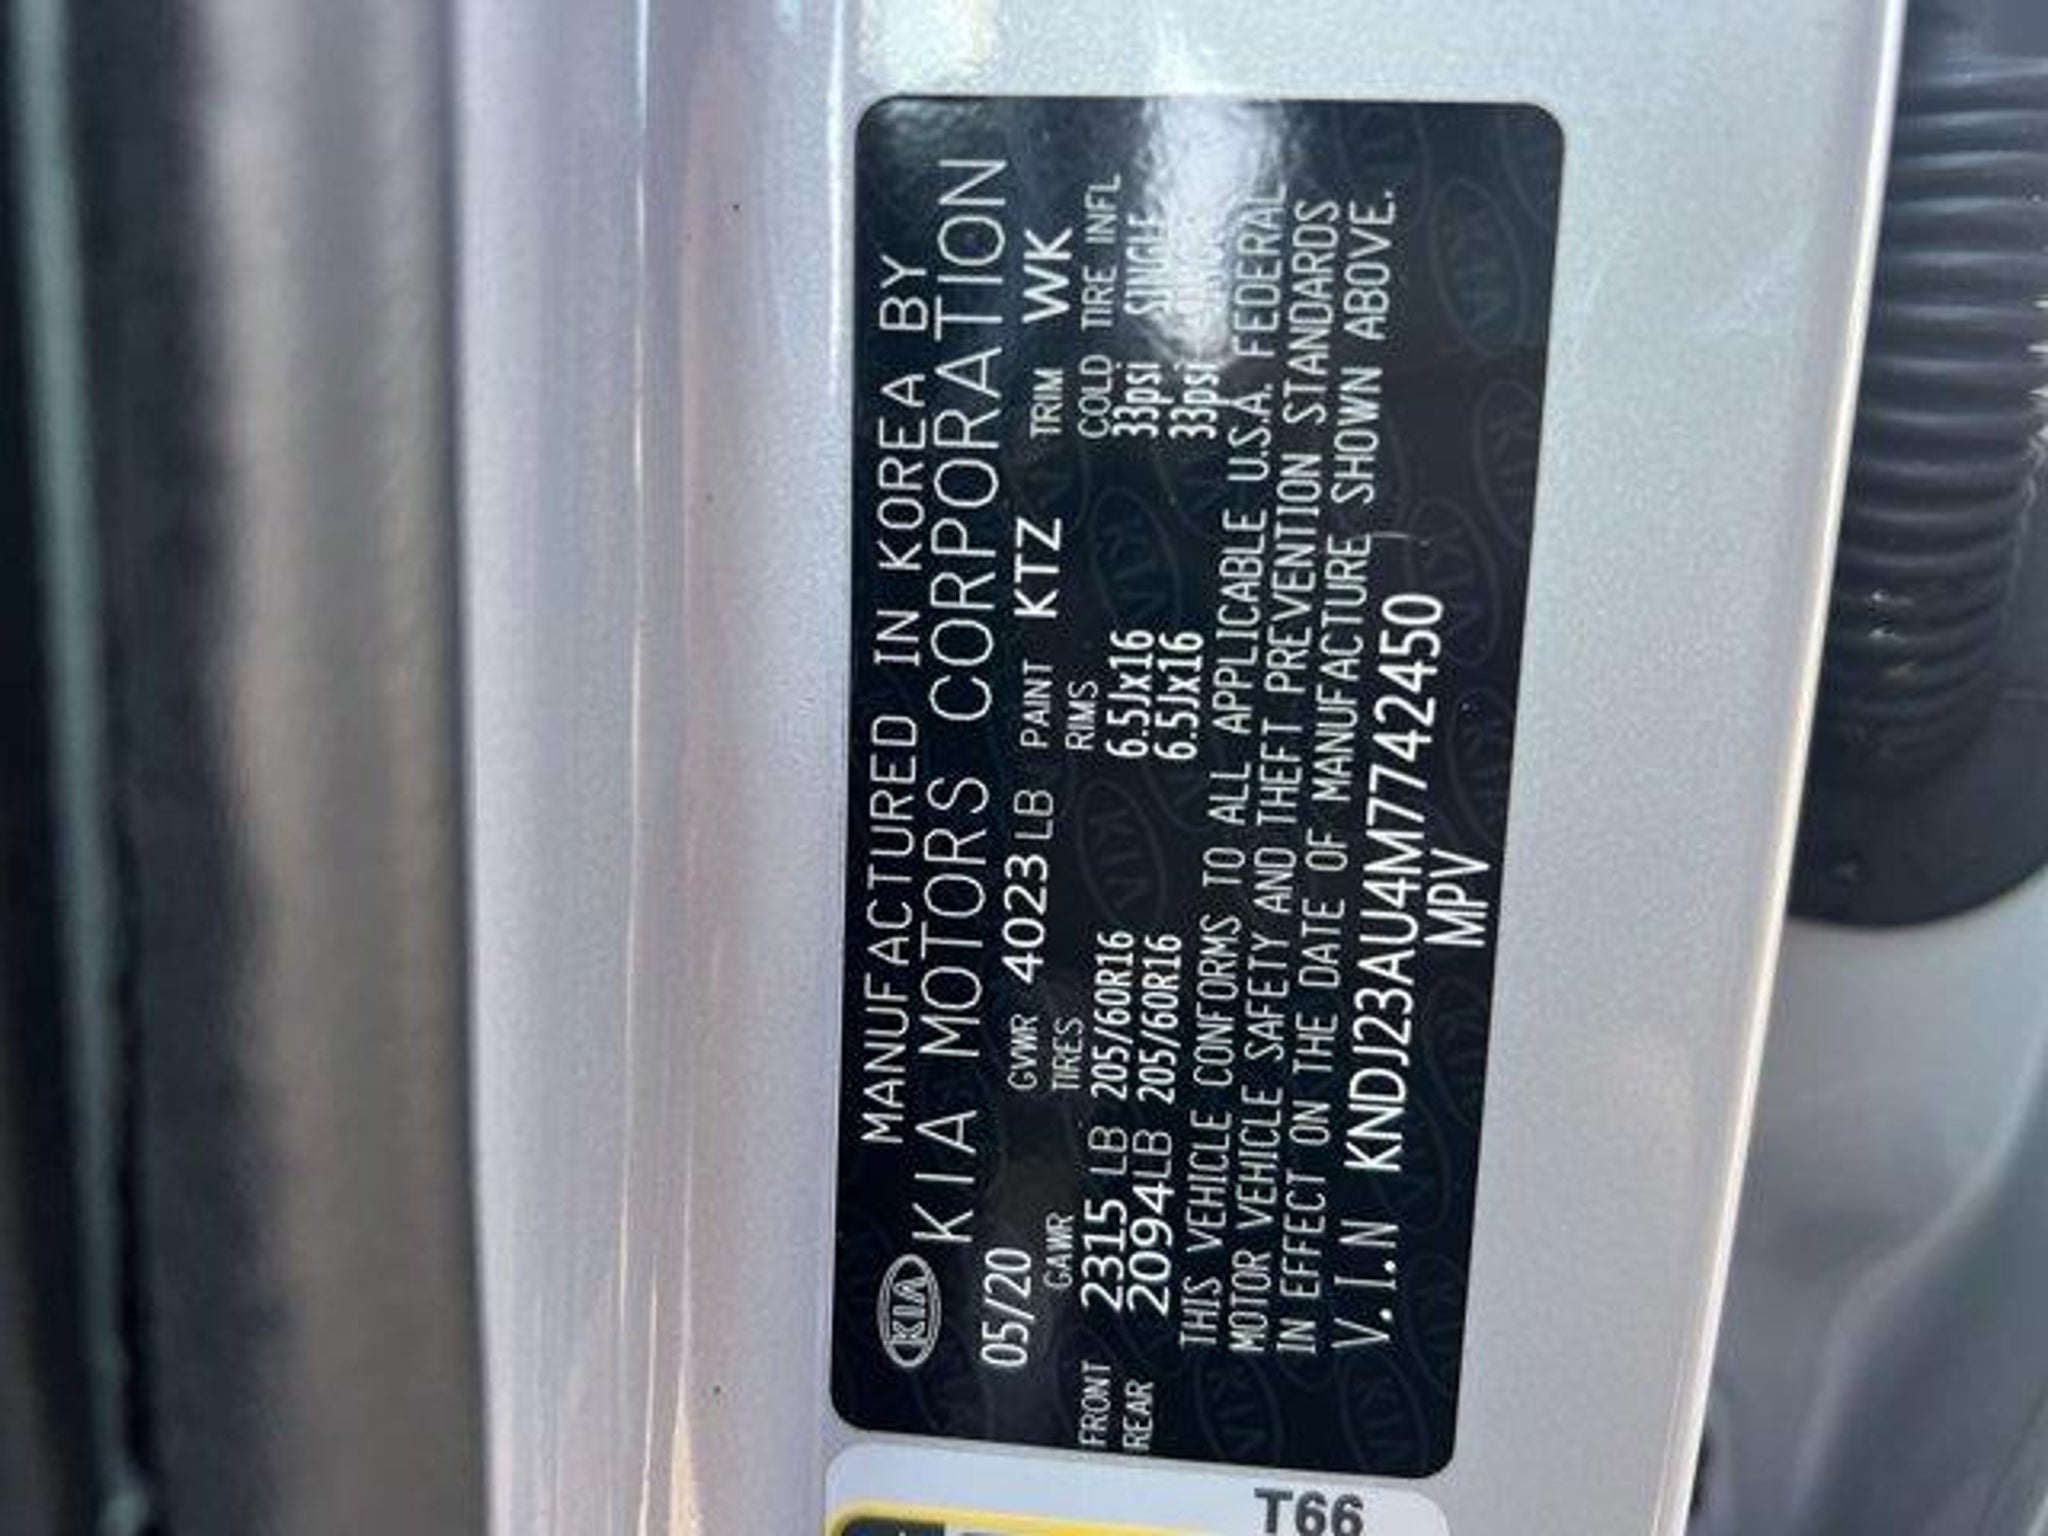 MANUFACTURED IN KOREA BY
KIA KIA MOTORS CORPORATION
05/20 GVWR 4023LB PAINT KTZ TRIM WK
GAWR TIRES RIMS COLD TIRE INFL
FRONT 2315 LB 205/60R16 6.5Jx16 33psi SINGLE
REAR 2094LB 205/60R16 6.5Jx16 33psi
THIS VEHICLE CONFORMS TO ALL APPLICABLE U.S.A. FEDERAL
MOTOR VEHICLE SAFETY AND THEFT PREVENTION STANDARDS
IN EFFECT ON THE DATE OF MANUFACTURE SHOWN ABOVE.
V.I.N KNDJ23AU4M7742450
MPV
T66